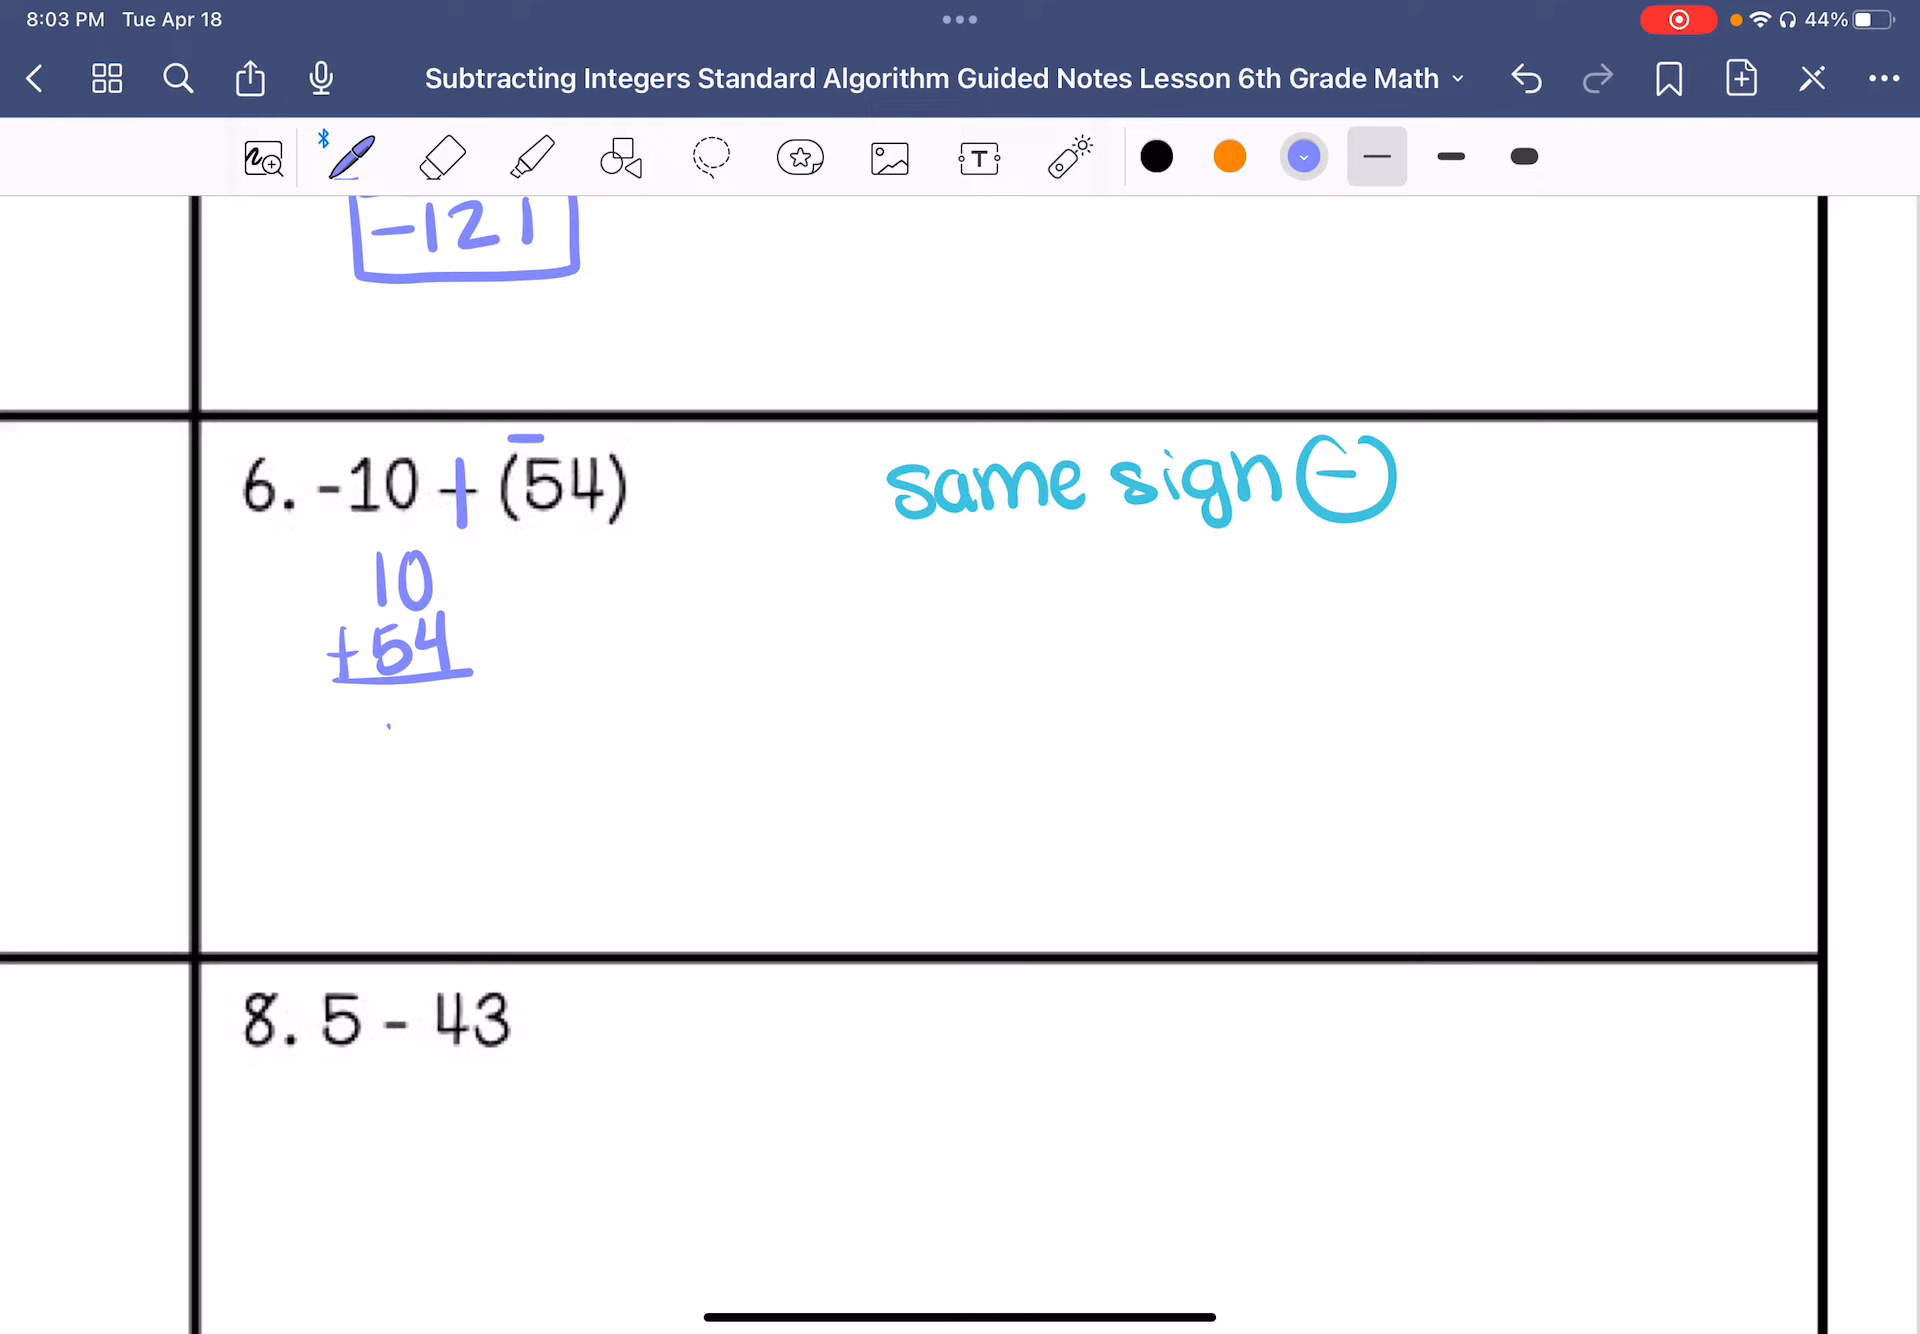 8:03 PM Tue Apr 18
44%
Subtracting Integers Standard Algorithm Guided Notes Lesson 6th Grade Math
-121
6. -10 + (-54)
same sign (-)
10
+54
8. 5 - 43